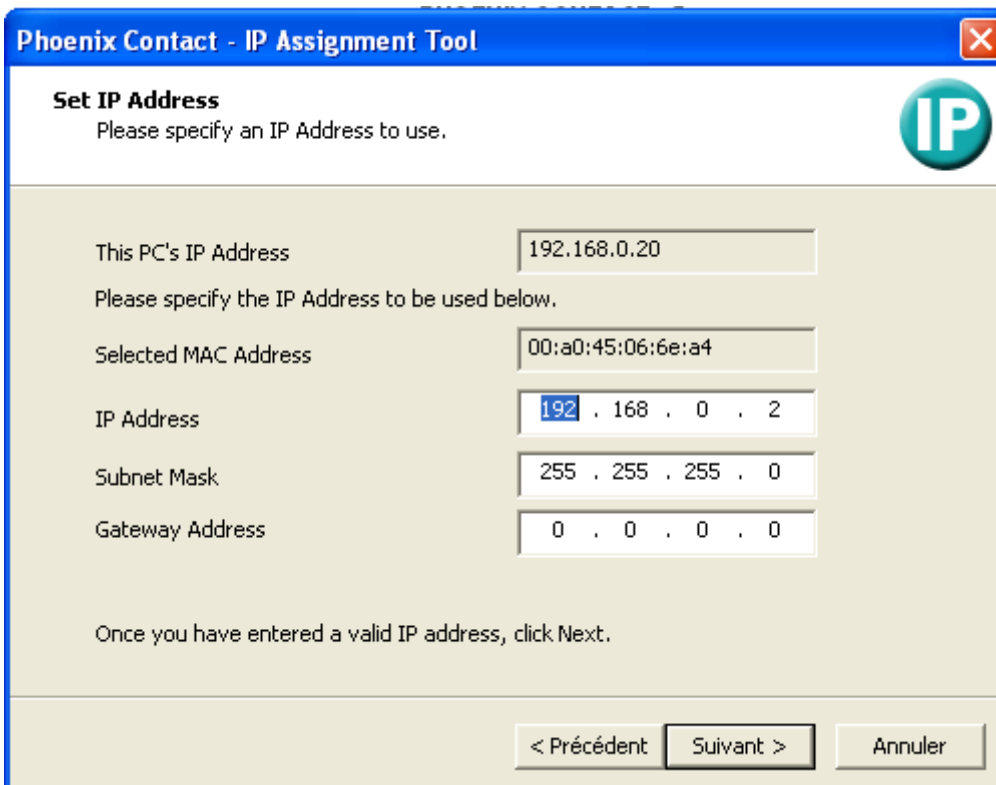 Phoenix Contact - IP Assignment Tool
Set IP Address
Please specify an IP Address to use.
IP
This PC's IP Address 192.168.0.20
Please specify the IP Address to be used below.
Selected MAC Address 00:a0:45:06:6e:a4
IP Address 192 . 168 . 0 . 2
Subnet Mask 255 . 255 . 255 . 0
Gateway Address 0 . 0 . 0 . 0
Once you have entered a valid IP address, click Next.
< Précédent Suivant > Annuler